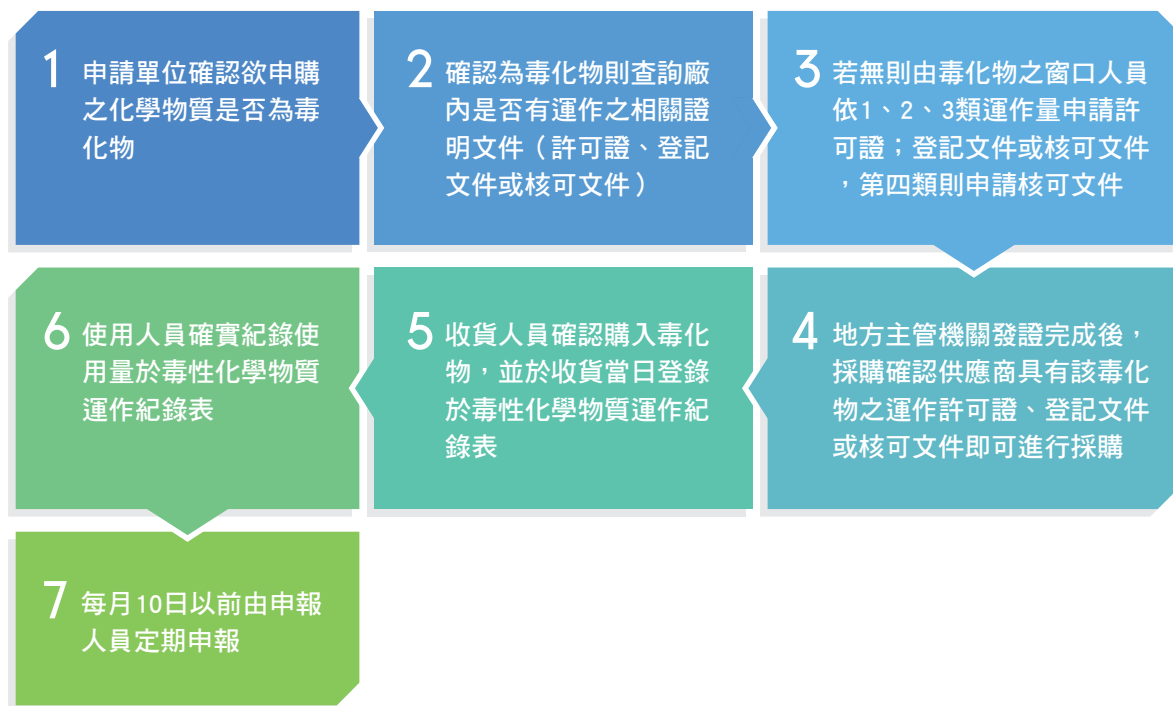 1
申請單位確認欲申購
之化學物質是否為毒
化物
2
確認為毒化物則查詢廠
內是否有運作之相關證
明文件（許可證、登記
文件或核可文件）
3
若無則由毒化物之窗口人員
依1、2、3類運作量申請許
可證；登記文件或核可文件
，第四類則申請核可文件
4
地方主管機關發證完成後，
採購確認供應商具有該毒化
物之運作許可證、登記文件
或核可文件即可進行採購
5
收貨人員確認購入毒化
物，並於收貨當日登錄
於毒性化學物質運作紀
錄表
6
使用人員確實紀錄使
用量於毒性化學物質
運作紀錄表
7
每月10日以前由申報
人員定期申報